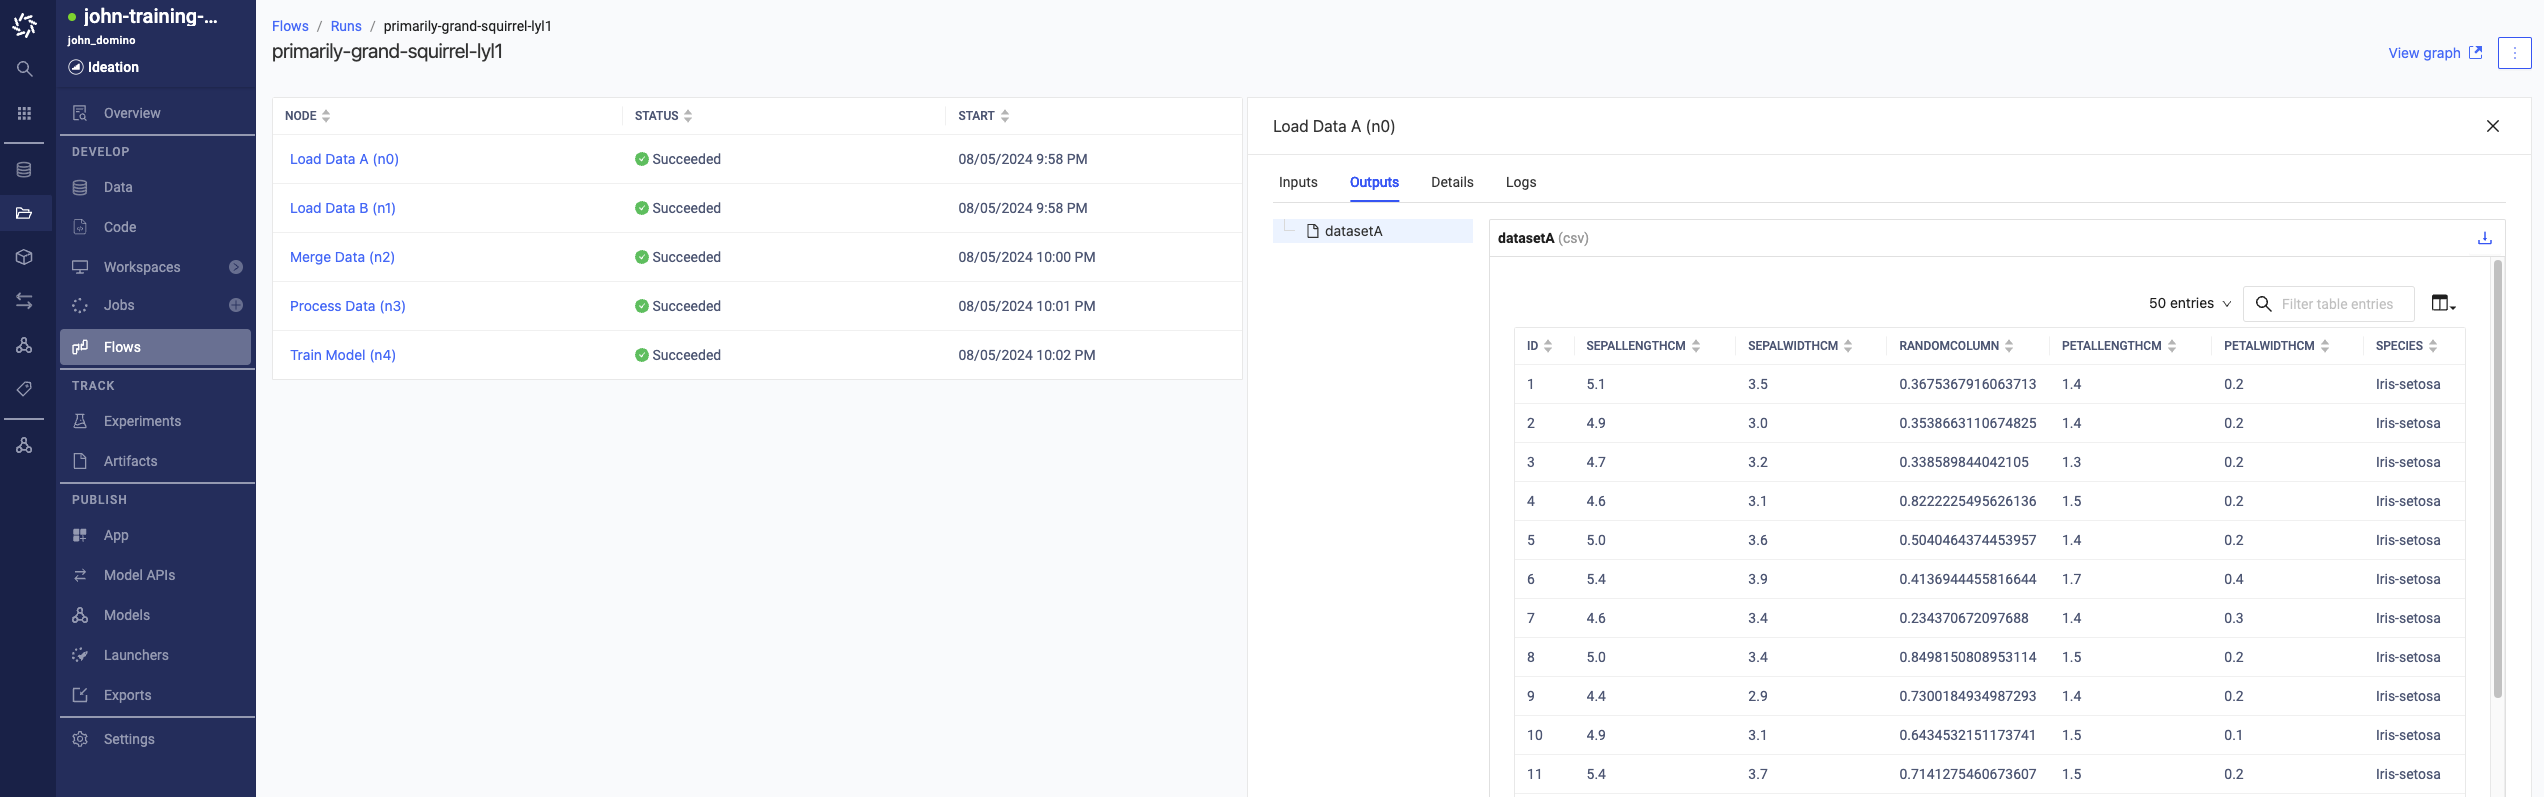 john-training-...
john_domino
Ideation
Overview
DEVELOP
Data
Code
Workspaces
Jobs
Flows
TRACK
Experiments
Artifacts
PUBLISH
App
Model APIs
Models
Launchers
Exports
Settings
Flows / Runs / primarily-grand-squirrel-lyl1
primarily-grand-squirrel-lyl1
View graph
NODE STATUS START
Load Data A (n0) Succeeded 08/05/2024 9:58 PM
Load Data B (n1) Succeeded 08/05/2024 9:58 PM
Merge Data (n2) Succeeded 08/05/2024 10:00 PM
Process Data (n3) Succeeded 08/05/2024 10:01 PM
Train Model (n4) Succeeded 08/05/2024 10:02 PM
Load Data A (n0)
Inputs Outputs Details Logs
datasetA
datasetA (csv)
50 entries Filter table entries
ID SEPALLENGTHCM SEPALWIDTHCM RANDOMCOLUMN PETALLENGTHCM PETALWIDTHCM SPECIES
1 5.1 3.5 0.3675367916063713 1.4 0.2 Iris-setosa
2 4.9 3.0 0.3538663110674825 1.4 0.2 Iris-setosa
3 4.7 3.2 0.338589844042105 1.3 0.2 Iris-setosa
4 4.6 3.1 0.8222225495626136 1.5 0.2 Iris-setosa
5 5.0 3.6 0.5040464374453957 1.4 0.2 Iris-setosa
6 5.4 3.9 0.4136944455816644 1.7 0.4 Iris-setosa
7 4.6 3.4 0.234370672097688 1.4 0.3 Iris-setosa
8 5.0 3.4 0.8498150808953114 1.5 0.2 Iris-setosa
9 4.4 2.9 0.7300184934987293 1.4 0.2 Iris-setosa
10 4.9 3.1 0.6434532151173741 1.5 0.1 Iris-setosa
11 5.4 3.7 0.7141275460673607 1.5 0.2 Iris-setosa